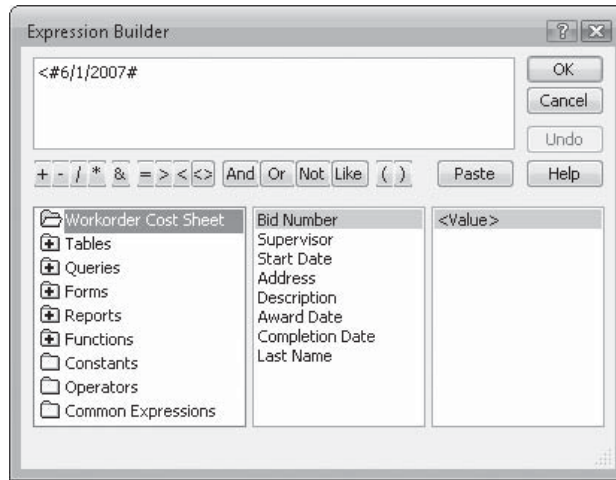 Expression Builder
<#6/1/2007#
OK
Cancel
Undo
+ - / * & = > < <> And Or Not Like ( ) Paste Help
Workorder Cost Sheet
Tables
Queries
Forms
Reports
Functions
Constants
Operators
Common Expressions
Bid Number
Supervisor
Start Date
Address
Description
Award Date
Completion Date
Last Name
<Value>